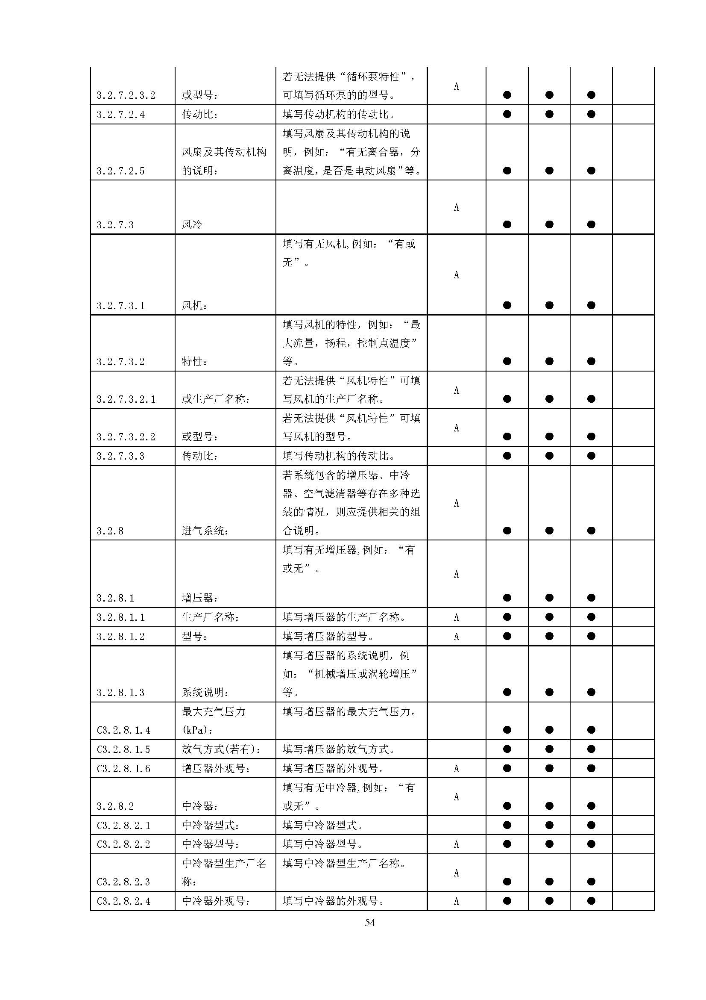 若无法提供“循环泵特性”，
A
3.2.7.2.3.2 或型号： 可填写循环泵的的型号。 ● ● ●
3.2.7.2.4 传动比： 填写传动机构的传动比。 ● ● ●
填写风扇及其传动机构的说
风扇及其传动机构 明，例如：“有无离合器，分
3.2.7.2.5 的说明： 离温度，是否是电动风扇”等。 ● ● ●
A
3.2.7.3 风冷 ● ● ●
填写有无风机,例如：“有或
无”。
A
3.2.7.3.1 风机： ● ● ●
填写风机的特性，例如：“最
大流量，扬程，控制点温度”
3.2.7.3.2 特性： 等。 ● ● ●
若无法提供“风机特性”可填
A
3.2.7.3.2.1 或生产厂名称： 写风机的生产厂名称。 ● ● ●
若无法提供“风机特性”可填
A
3.2.7.3.2.2 或型号： 写风机的型号。 ● ● ●
3.2.7.3.3 传动比： 填写传动机构的传动比。 ● ● ●
若系统包含的增压器、中冷
器、空气滤清器等存在多种选
A
装的情况，则应提供相关的组
3.2.8 进气系统： 合说明。 ● ● ●
填写有无增压器,例如：“有
或无”。
A
3.2.8.1 增压器： ● ● ●
3.2.8.1.1 生产厂名称： 填写增压器的生产厂名称。 A ● ● ●
3.2.8.1.2 型号： 填写增压器的型号。 A ● ● ●
填写增压器的系统说明，例
如：“机械增压或涡轮增压”
3.2.8.1.3 系统说明： 等。 ● ● ●
最大充气压力 填写增压器的最大充气压力。
C3.2.8.1.4 (kPa)： ● ● ●
C3.2.8.1.5 放气方式(若有)： 填写增压器的放气方式。 ● ● ●
C3.2.8.1.6 增压器外观号： 填写增压器的外观号。 A ● ● ●
填写有无中冷器,例如：“有
A
3.2.8.2 中冷器： 或无”。 ● ● ●
C3.2.8.2.1 中冷器型式： 填写中冷器型式。 ● ● ●
C3.2.8.2.2 中冷器型号： 填写中冷器型号。 A ● ● ●
中冷器型生产厂名 填写中冷器型生产厂名称。
A
C3.2.8.2.3 称： ● ● ●
C3.2.8.2.4 中冷器外观号： 填写中冷器的外观号。 A ● ● ●
54